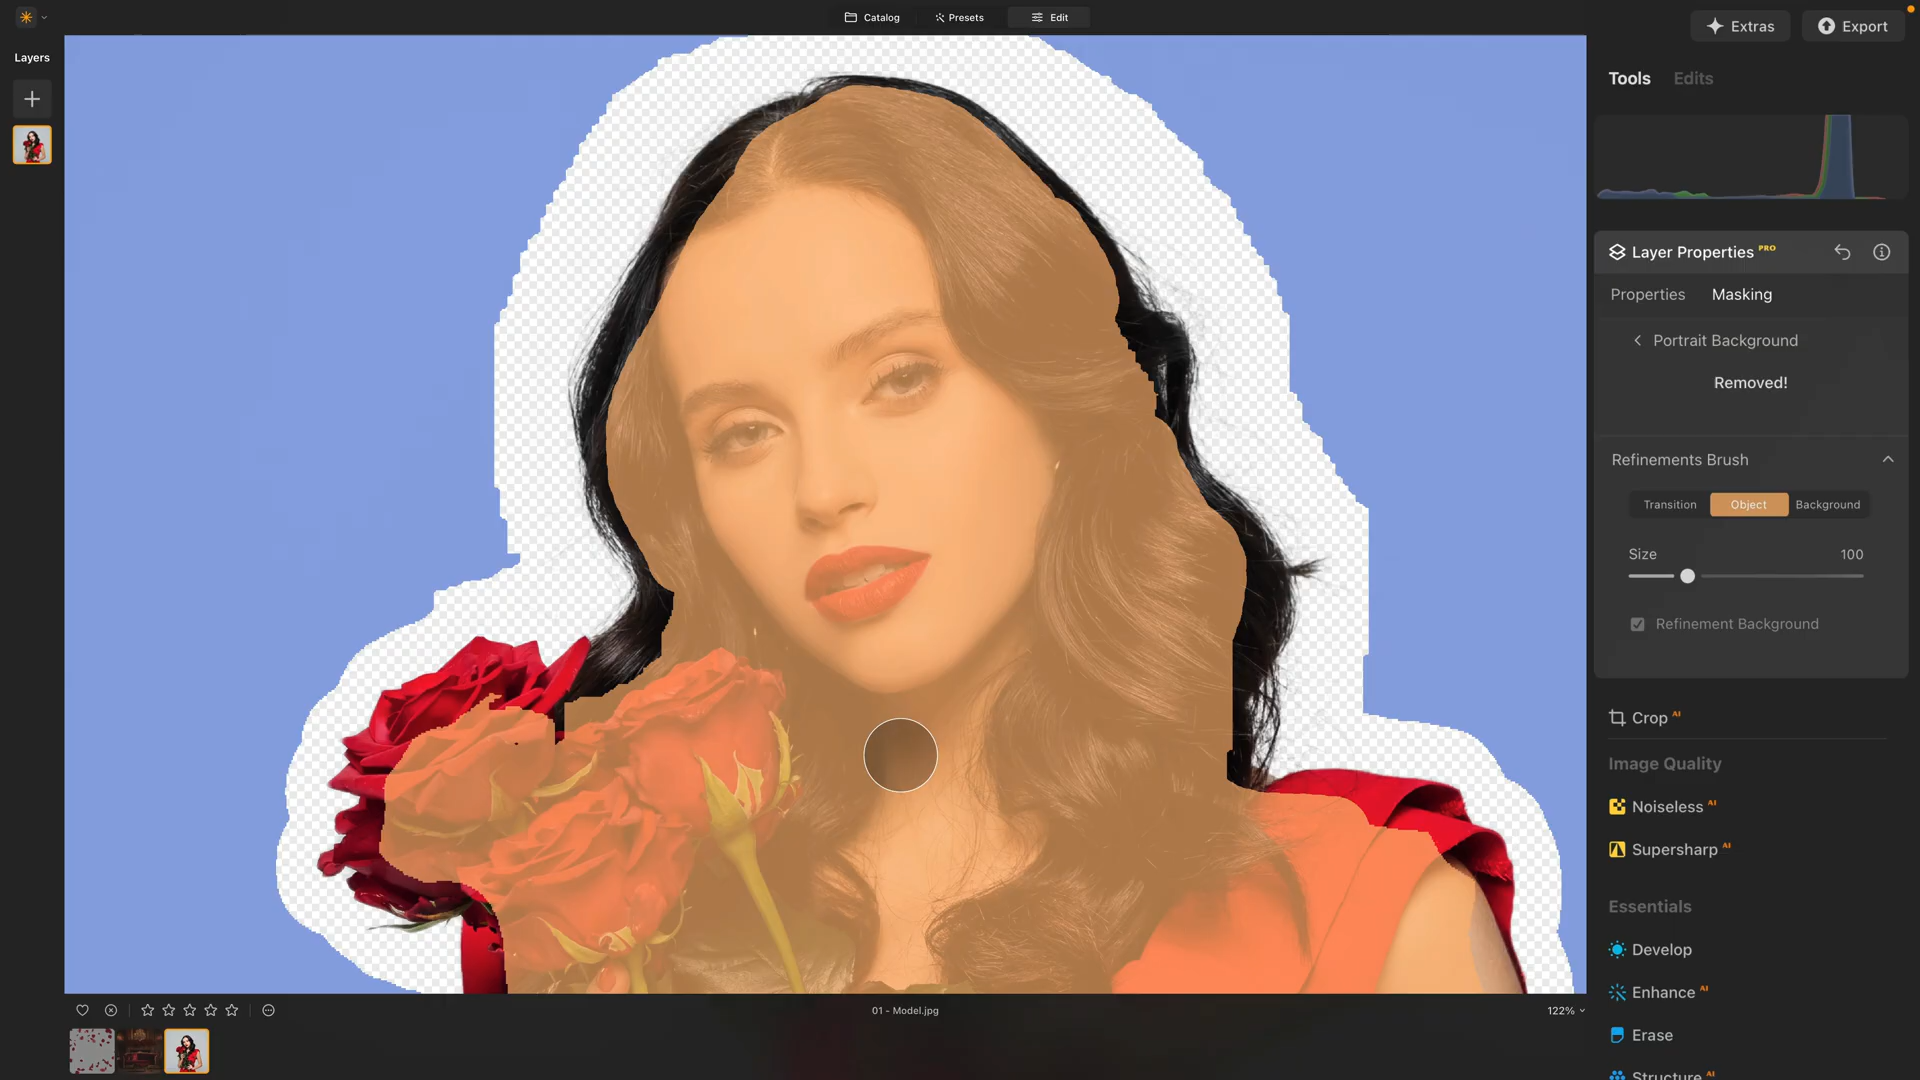 Catalog
Presets
Edit
Extras
Export
Layers
Tools
Edits
Layer Properties PRO
Properties
Masking
Portrait Background
Removed!
Refinements Brush
Transition
Object
Background
Size
100
Refinement Background
Crop AI
Image Quality
Noiseless AI
Supersharp AI
Essentials
Develop
Enhance AI
Erase
Structure AI
01 - Model.jpg
122%